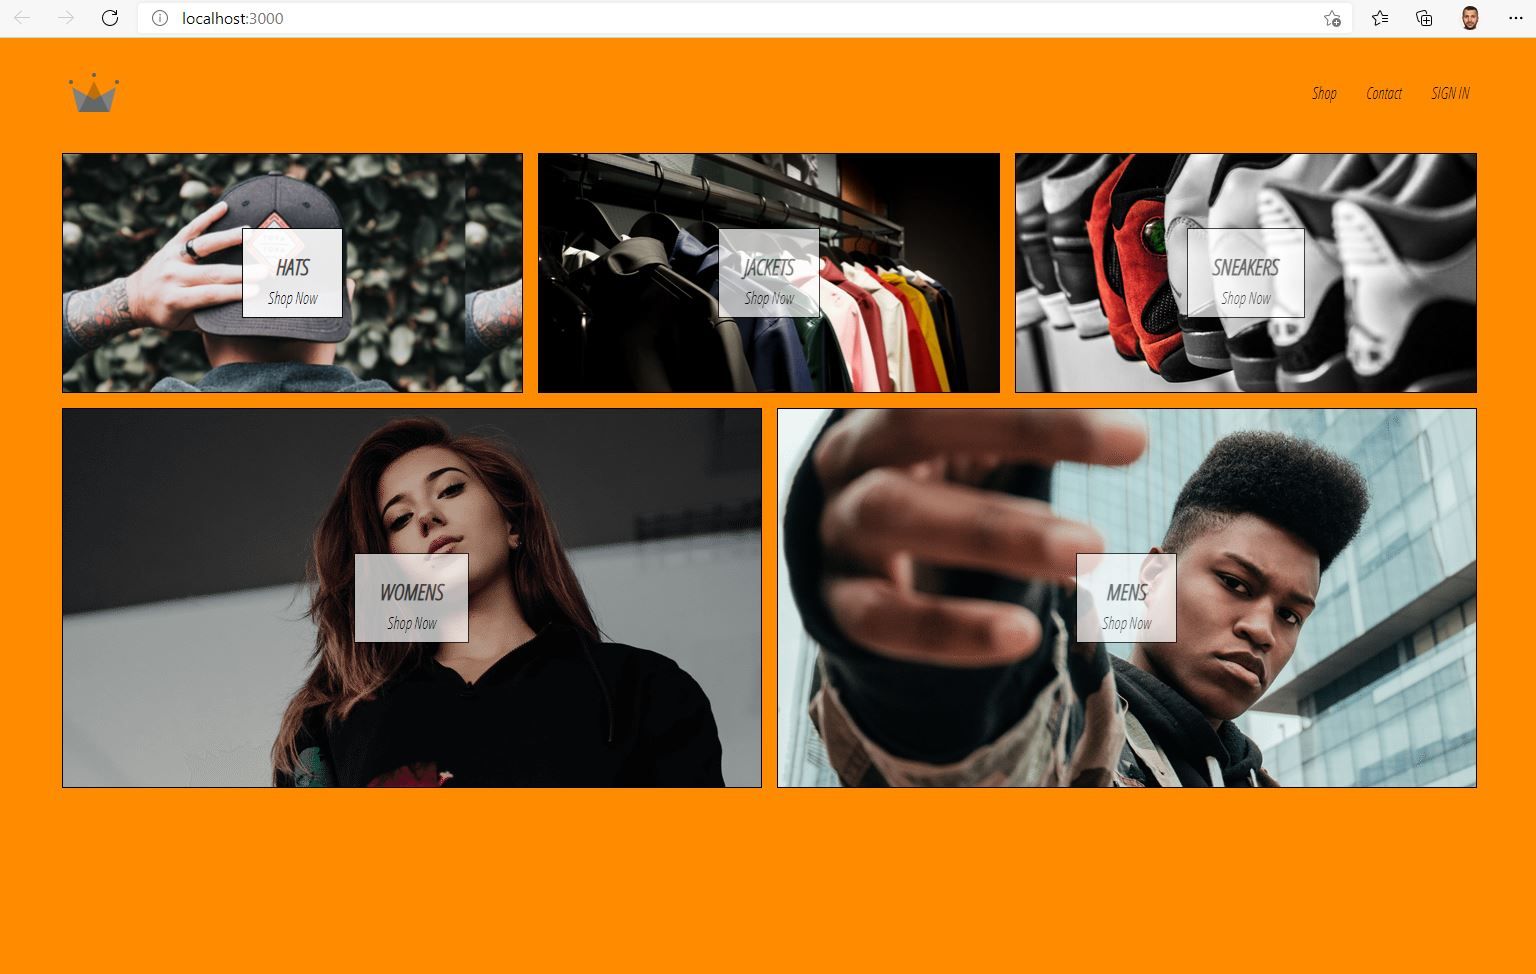 localhost:3000
Shop
Contact
SIGN IN
HATS
Shop Now
JACKETS
Shop Now
SNEAKERS
Shop Now
WOMENS
Shop Now
MENS
Shop Now